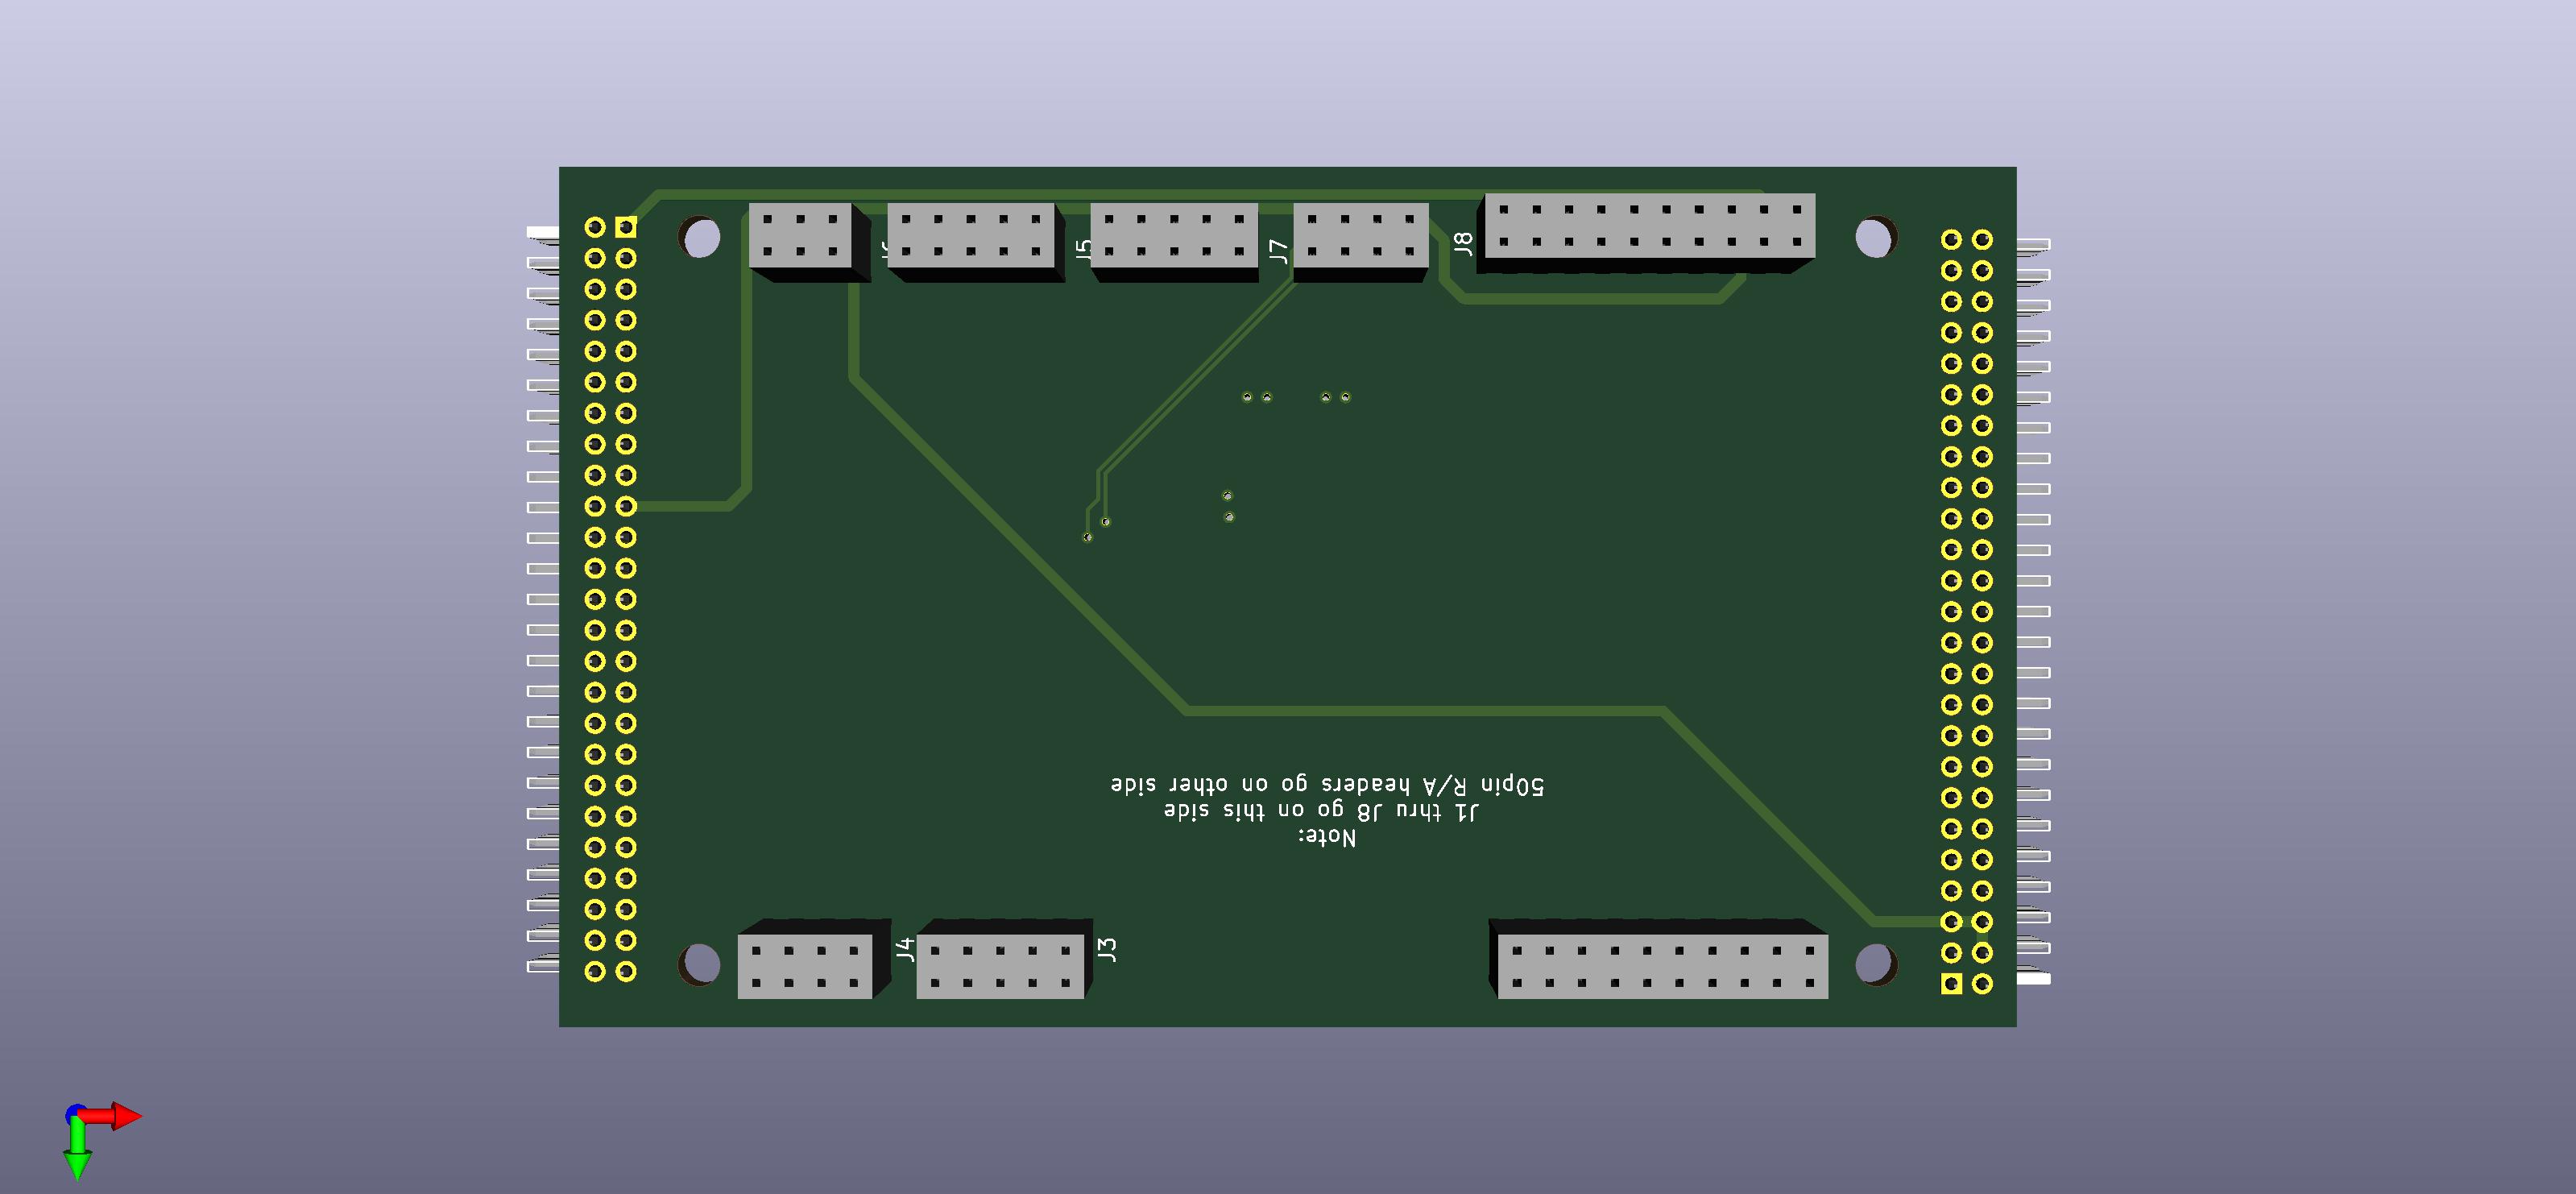 J5
J7
J8
Note:
J1 thru J8 go on this side
50pin R/A headers go on other side
J4
J3